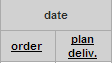 date
order plan
deliv.